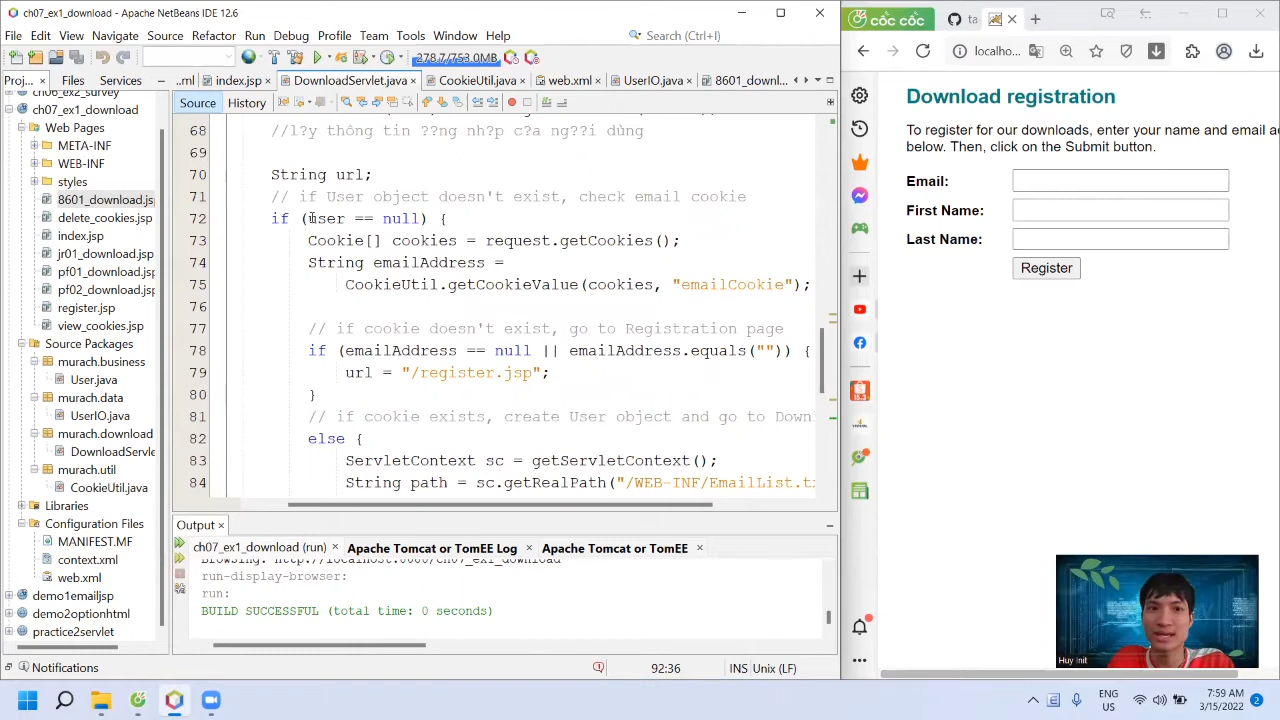 ch07_ex1_download - Apache NetBeans IDE 12.6
File Edit View Navigate Source Refactor Run Debug Profile Team Tools Window Help
Search (Ctrl+I)
278.7/753.0MB
Proj... Files Services
...ml index.jsp DownloadServlet.java CookieUtil.java web.xml UserIO.java 8601_downl...
Source History
ch06_ex2_survey
ch07_ex1_download
Web Pages
META-INF
WEB-INF
styles
8601_download.js
delete_cookies.jsp
index.jsp
jr01_download.jsp
pf01_download.jsp
pf02_download.jsp
register.jsp
view_cookies.jsp
Source Packages
murach.business
User.java
murach.data
UserIO.java
murach.download
DownloadServle
murach.util
CookieUtil.java
Libraries
Configuration Files
MANIFEST.MF
context.xml
web.xml
demo1emailjsp
demo2optionhtml
practice2servlet
68 //l?y thông tin ??ng nh?p c?a ng??i dùng
69
70 String url;
71 // if User object doesn't exist, check email cookie
72 if (user == null) {
73 Cookie[] cookies = request.getCookies();
74 String emailAddress =
75 CookieUtil.getCookieValue(cookies, "emailCookie");
76
77 // if cookie doesn't exist, go to Registration page
78 if (emailAddress == null || emailAddress.equals("")) {
79 url = "/register.jsp";
80 }
81 // if cookie exists, create User object and go to Down
82 else {
83 ServletContext sc = getServletContext();
84 String path = sc.getRealPath("/WEB-INF/EmailList.t
Output
ch07_ex1_download (run) Apache Tomcat or TomEE Log Apache Tomcat or TomEE
Browsing: http://localhost:8080/ch07_ex1_download
run-display-browser:
run:
BUILD SUCCESSFUL (total time: 0 seconds)
Notifications
92:36 INS Unix (LF)
CỐC CỐC
ta
localho...
Download registration
To register for our downloads, enter your name and email a
below. Then, click on the Submit button.
Email:
First Name:
Last Name:
Register
Huy init
ENG
US
7:59 AM
3/15/2022
2